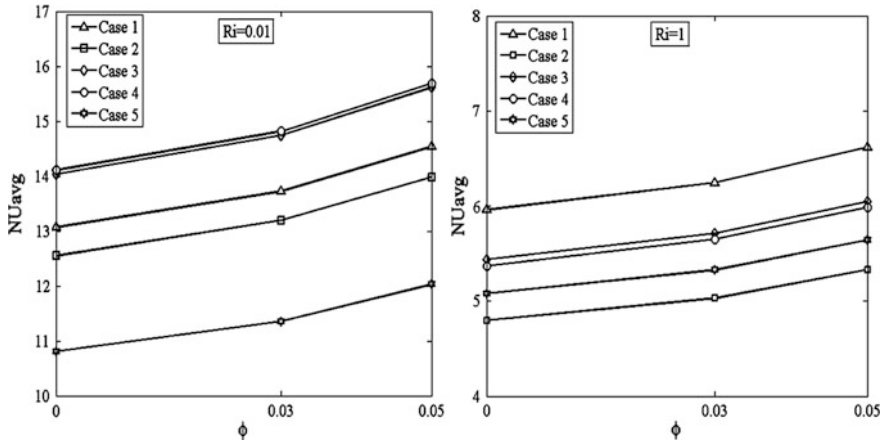 17
16
15
14
13
12
11
10
NUavg
Case 1
Case 2
Case 3
Case 4
Case 5
Ri=0.01
0
0.03
0.05
ϕ
8
7
6
5
4
NUavg
Ri=1
Case 1
Case 2
Case 3
Case 4
Case 5
0
0.03
0.05
ϕ